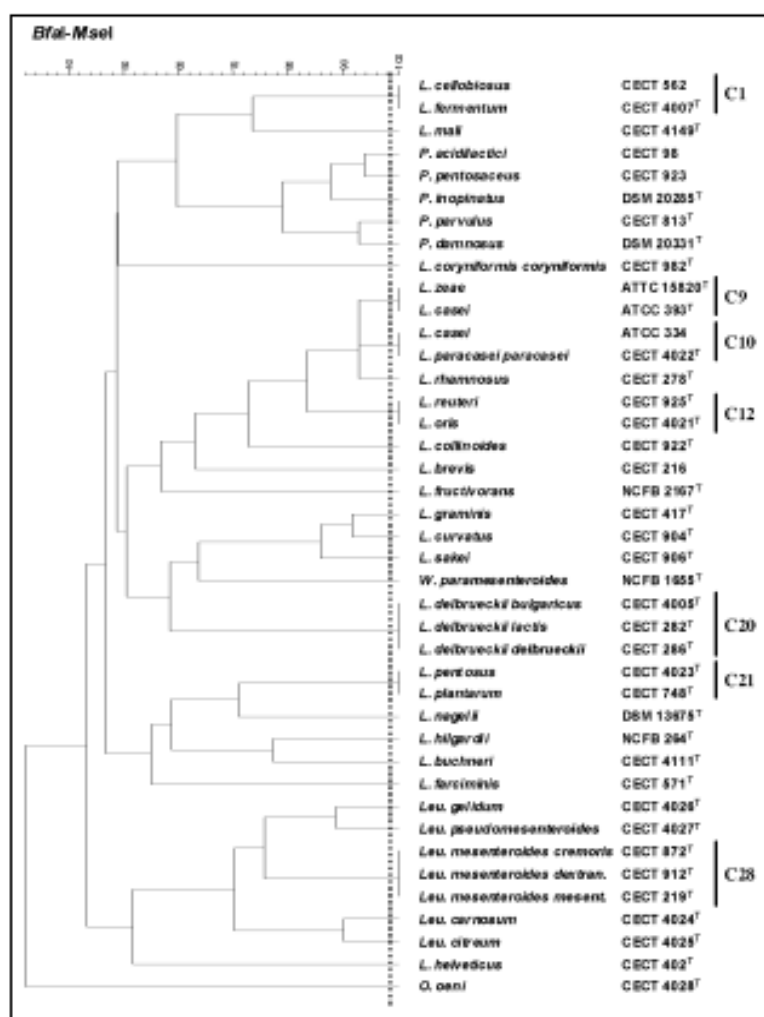 BfaI-MseI
40 50 60 70 80 90 100
L. cellobiosus CECT 562 C1
L. fermentum CECT 4007T
L. mali CECT 4149T
P. acidilactici CECT 98
P. pentosaceus CECT 923
P. inopinatus DSM 20285T
P. parvulus CECT 813T
P. damnosus DSM 20331T
L. coryniformis coryniformis CECT 982T
L. zeae ATTC 15820T C9
L. casei ATCC 393T
L. casei ATCC 334 C10
L. paracasei paracasei CECT 4022T
L. rhamnosus CECT 278T
L. reuteri CECT 925T C12
L. oris CECT 4021T
L. collinoides CECT 922T
L. brevis CECT 216
L. fructivorans NCFB 2167T
L. graminis CECT 417T
L. curvatus CECT 904T
L. sakei CECT 906T
W. paramesenteroides NCFB 1655T
L. delbrueckii bulgaricus CECT 4005T
L. delbrueckii lactis CECT 282T C20
L. delbrueckii delbrueckii CECT 286T
L. pentosus CECT 4023T C21
L. plantarum CECT 748T
L. nagelii DSM 13675T
L. hilgardii NCFB 264T
L. buchneri CECT 4111T
L. farciminis CECT 571T
Leu. gelidum CECT 4026T
Leu. pseudomesenteroides CECT 4027T
Leu. mesenteroides cremoris CECT 872T
Leu. mesenteroides dextran. CECT 912T C28
Leu. mesenteroides mesent. CECT 219T
Leu. carnosum CECT 4024T
Leu. citreum CECT 4025T
L. helveticus CECT 402T
O. oeni CECT 4028T